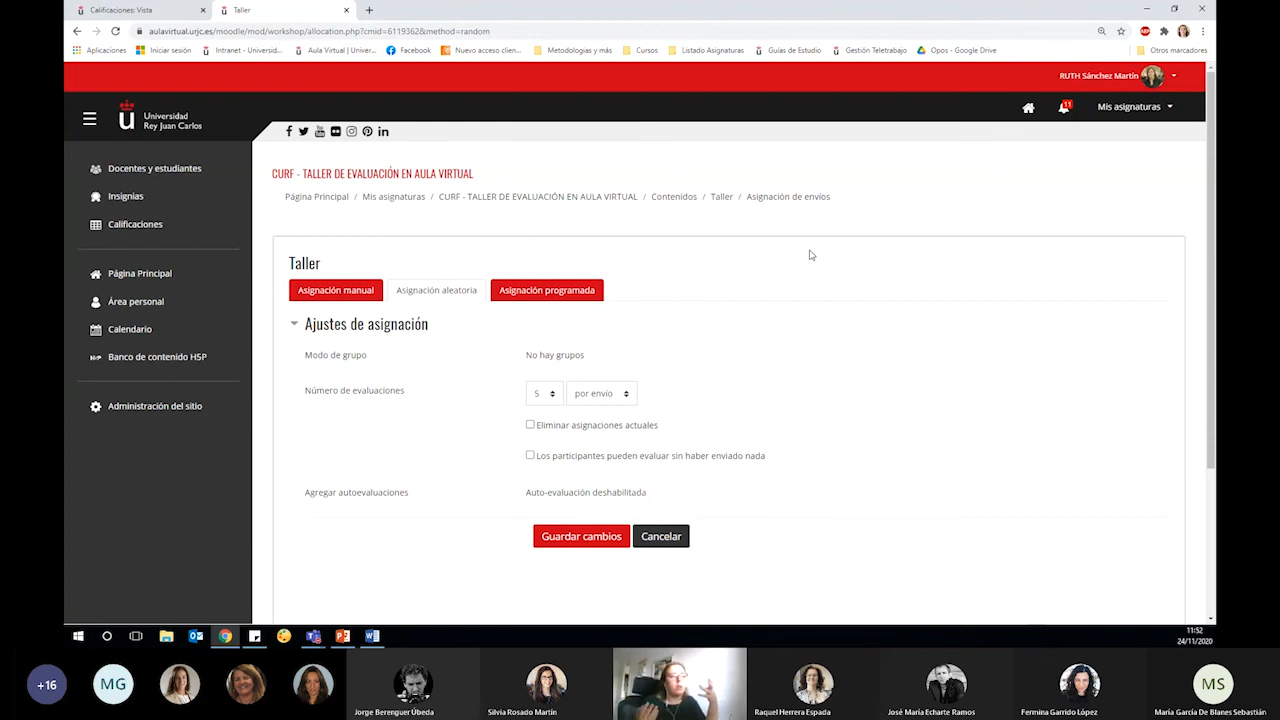 Calificaciones: Vista
Taller
aulavirtual.urjc.es/moodle/mod/workshop/allocation.php?cmid=6119362&method=random
Aplicaciones
Iniciar sesión
Intranet - Universid...
Aula Virtual | Univer...
Facebook
Nuevo acceso clien...
Metodologias y más
Cursos
Listado Asignaturas
Guías de Estudio
Gestión Teletrabajo
Opos - Google Drive
Otros marcadores
RUTH Sánchez Martín
Universidad
Rey Juan Carlos
11
Mis asignaturas
Docentes y estudiantes
Insignias
Calificaciones
Página Principal
Área personal
Calendario
Banco de contenido H5P
Administración del sitio
CURF - TALLER DE EVALUACIÓN EN AULA VIRTUAL
Página Principal / Mis asignaturas / CURF - TALLER DE EVALUACIÓN EN AULA VIRTUAL / Contenidos / Taller / Asignación de envíos
Taller
Asignación manual
Asignación aleatoria
Asignación programada
Ajustes de asignación
Modo de grupo
No hay grupos
Número de evaluaciones
5
por envío
Eliminar asignaciones actuales
Los participantes pueden evaluar sin haber enviado nada
Agregar autoevaluaciones
Auto-evaluación deshabilitada
Guardar cambios
Cancelar
11:52
24/11/2020
+16
MG
MS
Jorge Berenguer Úbeda
Silvia Rosado Martín
Raquel Herrera Espada
José María Echarte Ramos
Fermina Garrido López
María García De Blanes Sebastián